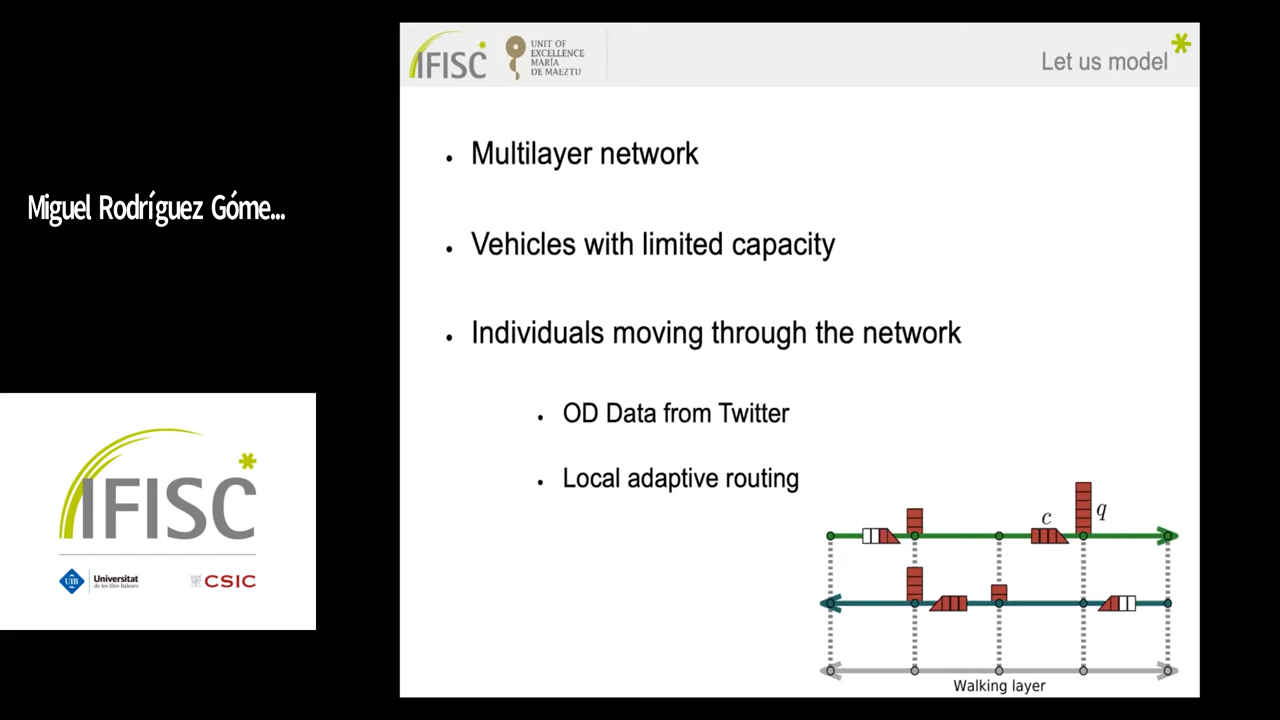 IFISC
UNIT OF
EXCELLENCE
MARÍA
DE MAEZTU
Let us model
Multilayer network
Miguel Rodríguez Góme...
Vehicles with limited capacity
Individuals moving through the network
OD Data from Twitter
Local adaptive routing
c
q
Walking layer
IFISC
UIB
Universitat
de les Illes Balears
CSIC